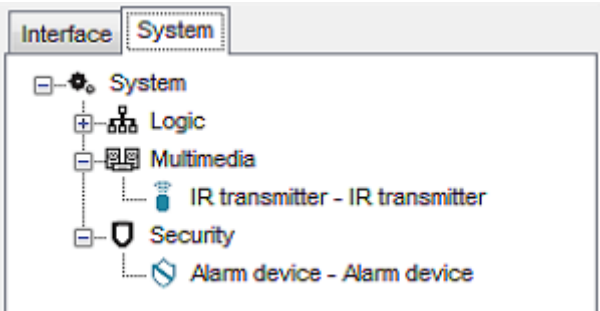 Interface System
System
Logic
Multimedia
IR transmitter - IR transmitter
Security
Alarm device - Alarm device